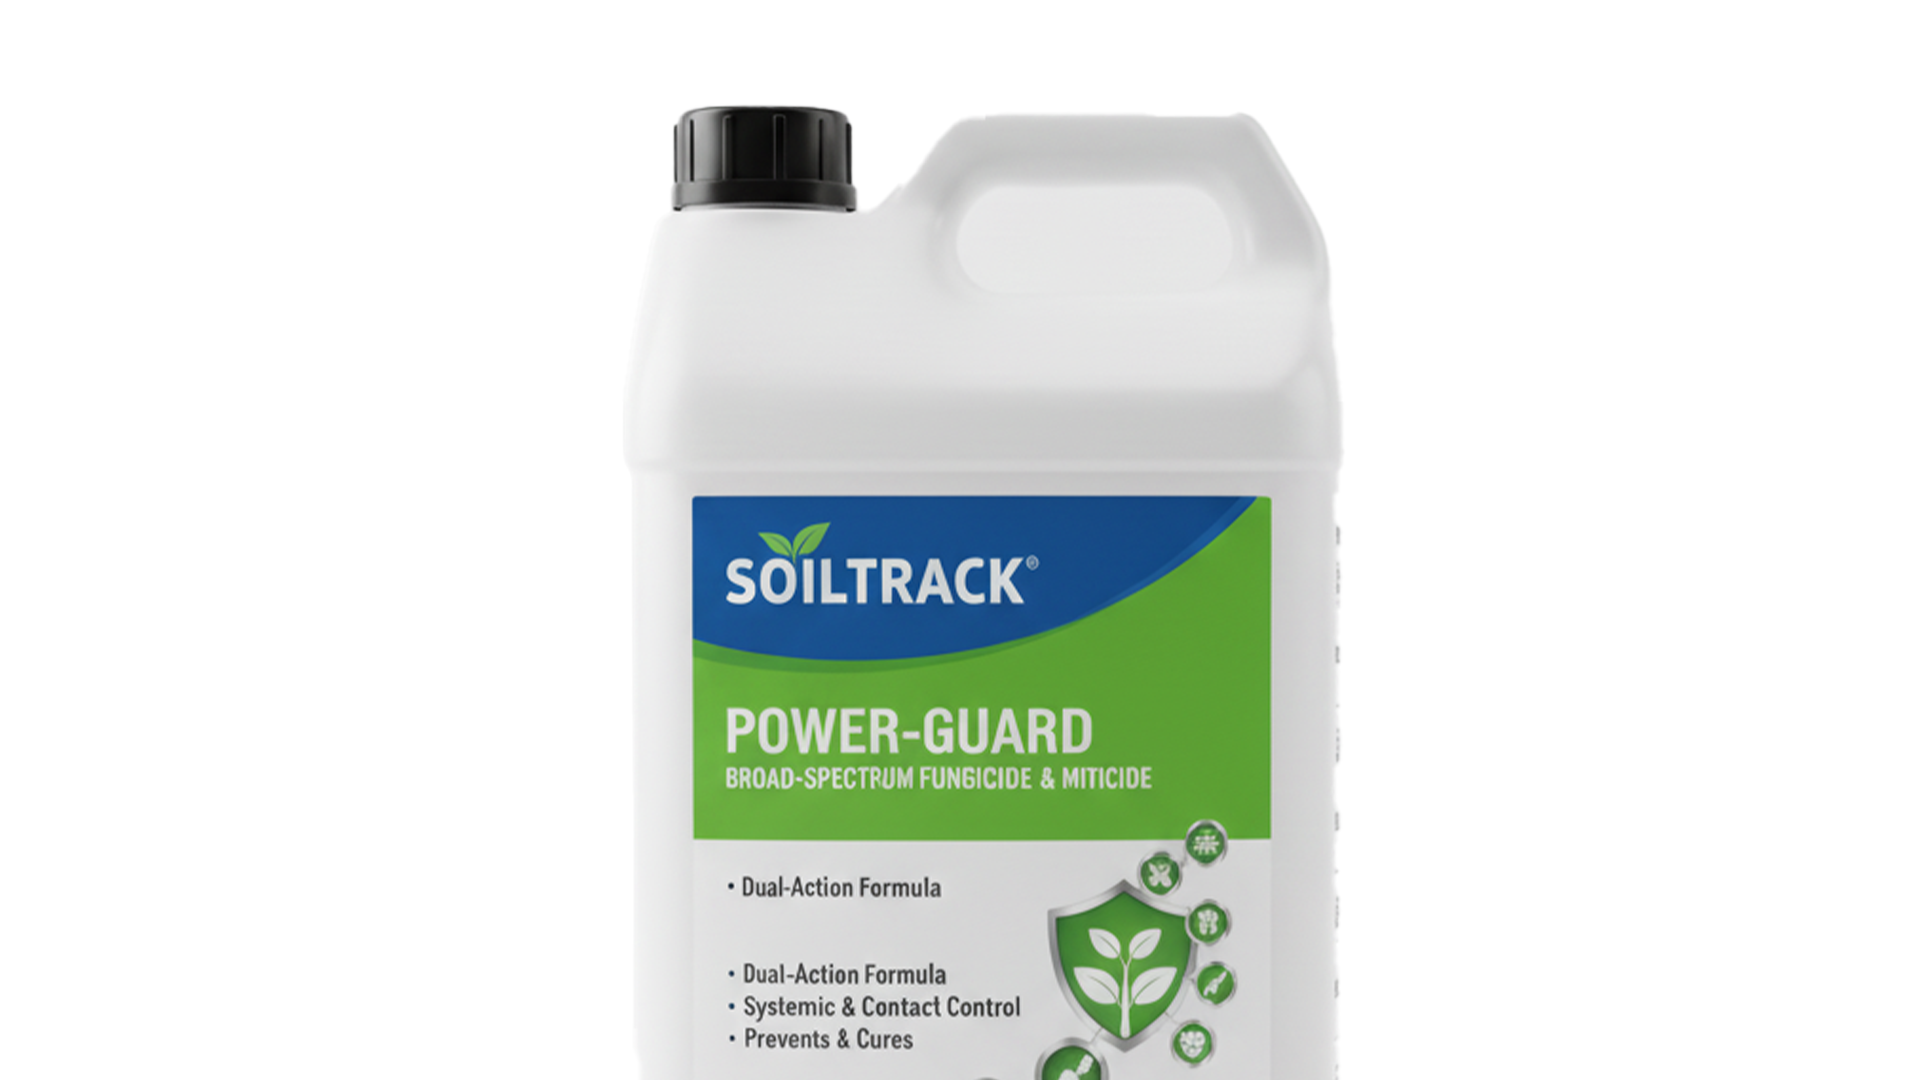 SOILTRACK®
POWER-GUARD
BROAD-SPECTRUM FUNGICIDE & MITICIDE
• Dual-Action Formula
• Dual-Action Formula
• Systemic & Contact Control
• Prevents & Cures